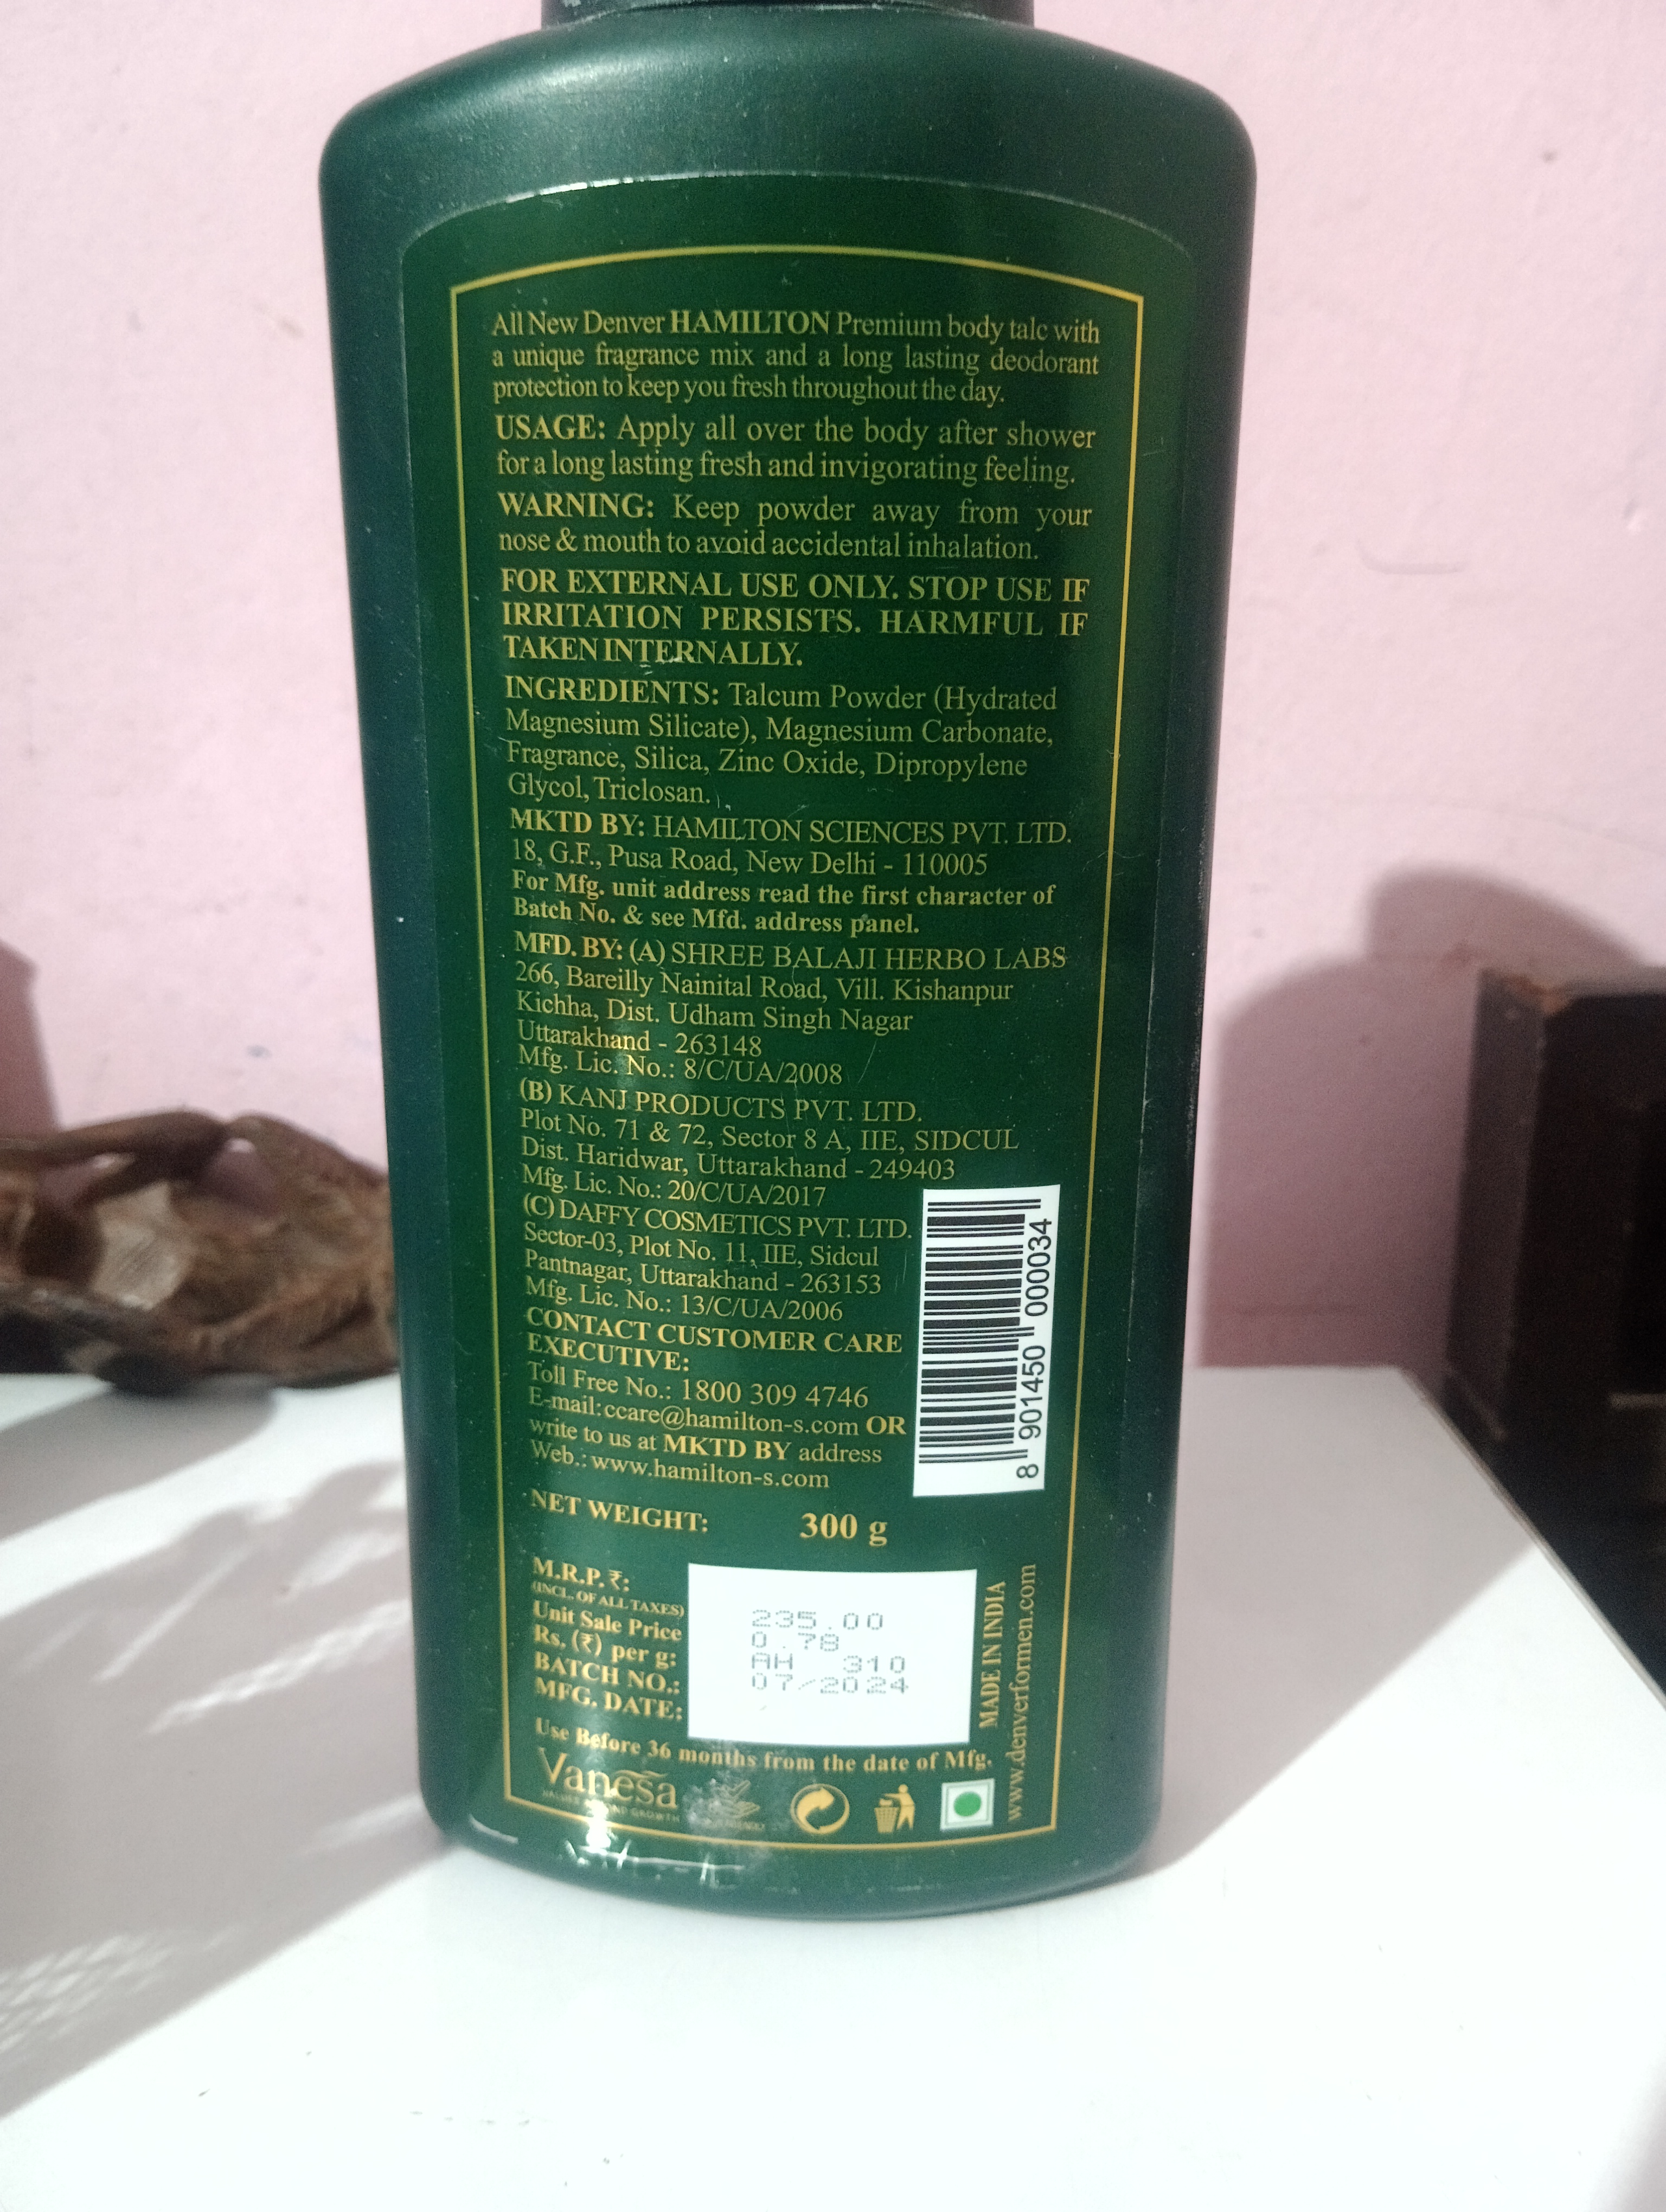 All New Denver HAMILTON Premium body talc with
a unique fragrance mix and a long lasting deodorant
protection to keep you fresh throughout the day.
USAGE: Apply all over the body after shower
for a long lasting fresh and invigorating feeling.
WARNING: Keep powder away from your
nose & mouth to avoid accidental inhalation.
FOR EXTERNAL USE ONLY. STOP USE IF
IRRITATION PERSISTS. HARMFUL IF
TAKEN INTERNALLY.
INGREDIENTS: Talcum Powder (Hydrated
Magnesium Silicate), Magnesium Carbonate,
Fragrance, Silica, Zinc Oxide, Dipropylene
Glycol, Triclosan.
MKTD BY: HAMILTON SCIENCES PVT. LTD.
18, G.F., Pusa Road, New Delhi - 110005
For Mfg. unit address read the first character of
Batch No. & see Mfd. address panel.
MFD. BY: (A) SHREE BALAJI HERBO LABS
266, Bareilly Nainital Road, Vill. Kishanpur
Kichha, Dist. Udham Singh Nagar
Uttarakhand - 263148
Mfg. Lic. No.: 8/C/UA/2008
(B) KANJ PRODUCTS PVT. LTD.
Plot No. 71 & 72, Sector 8 A, IIE, SIDCUL
Dist. Haridwar, Uttarakhand - 249403
Mfg. Lic. No.: 20/C/UA/2017
(C) DAFFY COSMETICS PVT. LTD.
Sector-03, Plot No. 11, IIE, Sidcul
Pantnagar, Uttarakhand - 263153
Mfg. Lic. No.: 13/C/UA/2006
CONTACT CUSTOMER CARE
EXECUTIVE:
Toll Free No.: 1800 309 4746
E-mail: ccare@hamilton-s.com OR
write to us at MKTD BY address
Web.: www.hamilton-s.com
8 901450 000034
NET WEIGHT: 300 g
M.R.P. ₹: 235.00
(INCL. OF ALL TAXES)
Unit Sale Price
Rs. (₹) per g: 0.78
BATCH NO.: AH 310
MFG. DATE: 07/2024
Use Before 36 months from the date of Mfg.
MADE IN INDIA
www.denverformen.com
Vanesa
VALUES BEYOND GROWTH